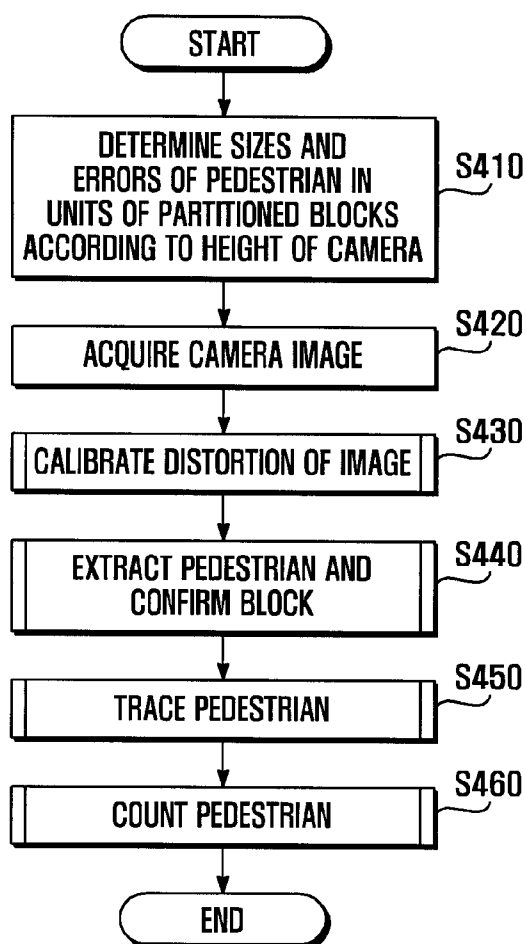 START
DETERMINE SIZES AND
ERRORS OF PEDESTRIAN IN
UNITS OF PARTITIONED BLOCKS
ACCORDING TO HEIGHT OF CAMERA
S410
ACQUIRE CAMERA IMAGE
S420
CALIBRATE DISTORTION OF IMAGE
S430
EXTRACT PEDESTRIAN AND
CONFIRM BLOCK
S440
TRACE PEDESTRIAN
S450
COUNT PEDESTRIAN
S460
END